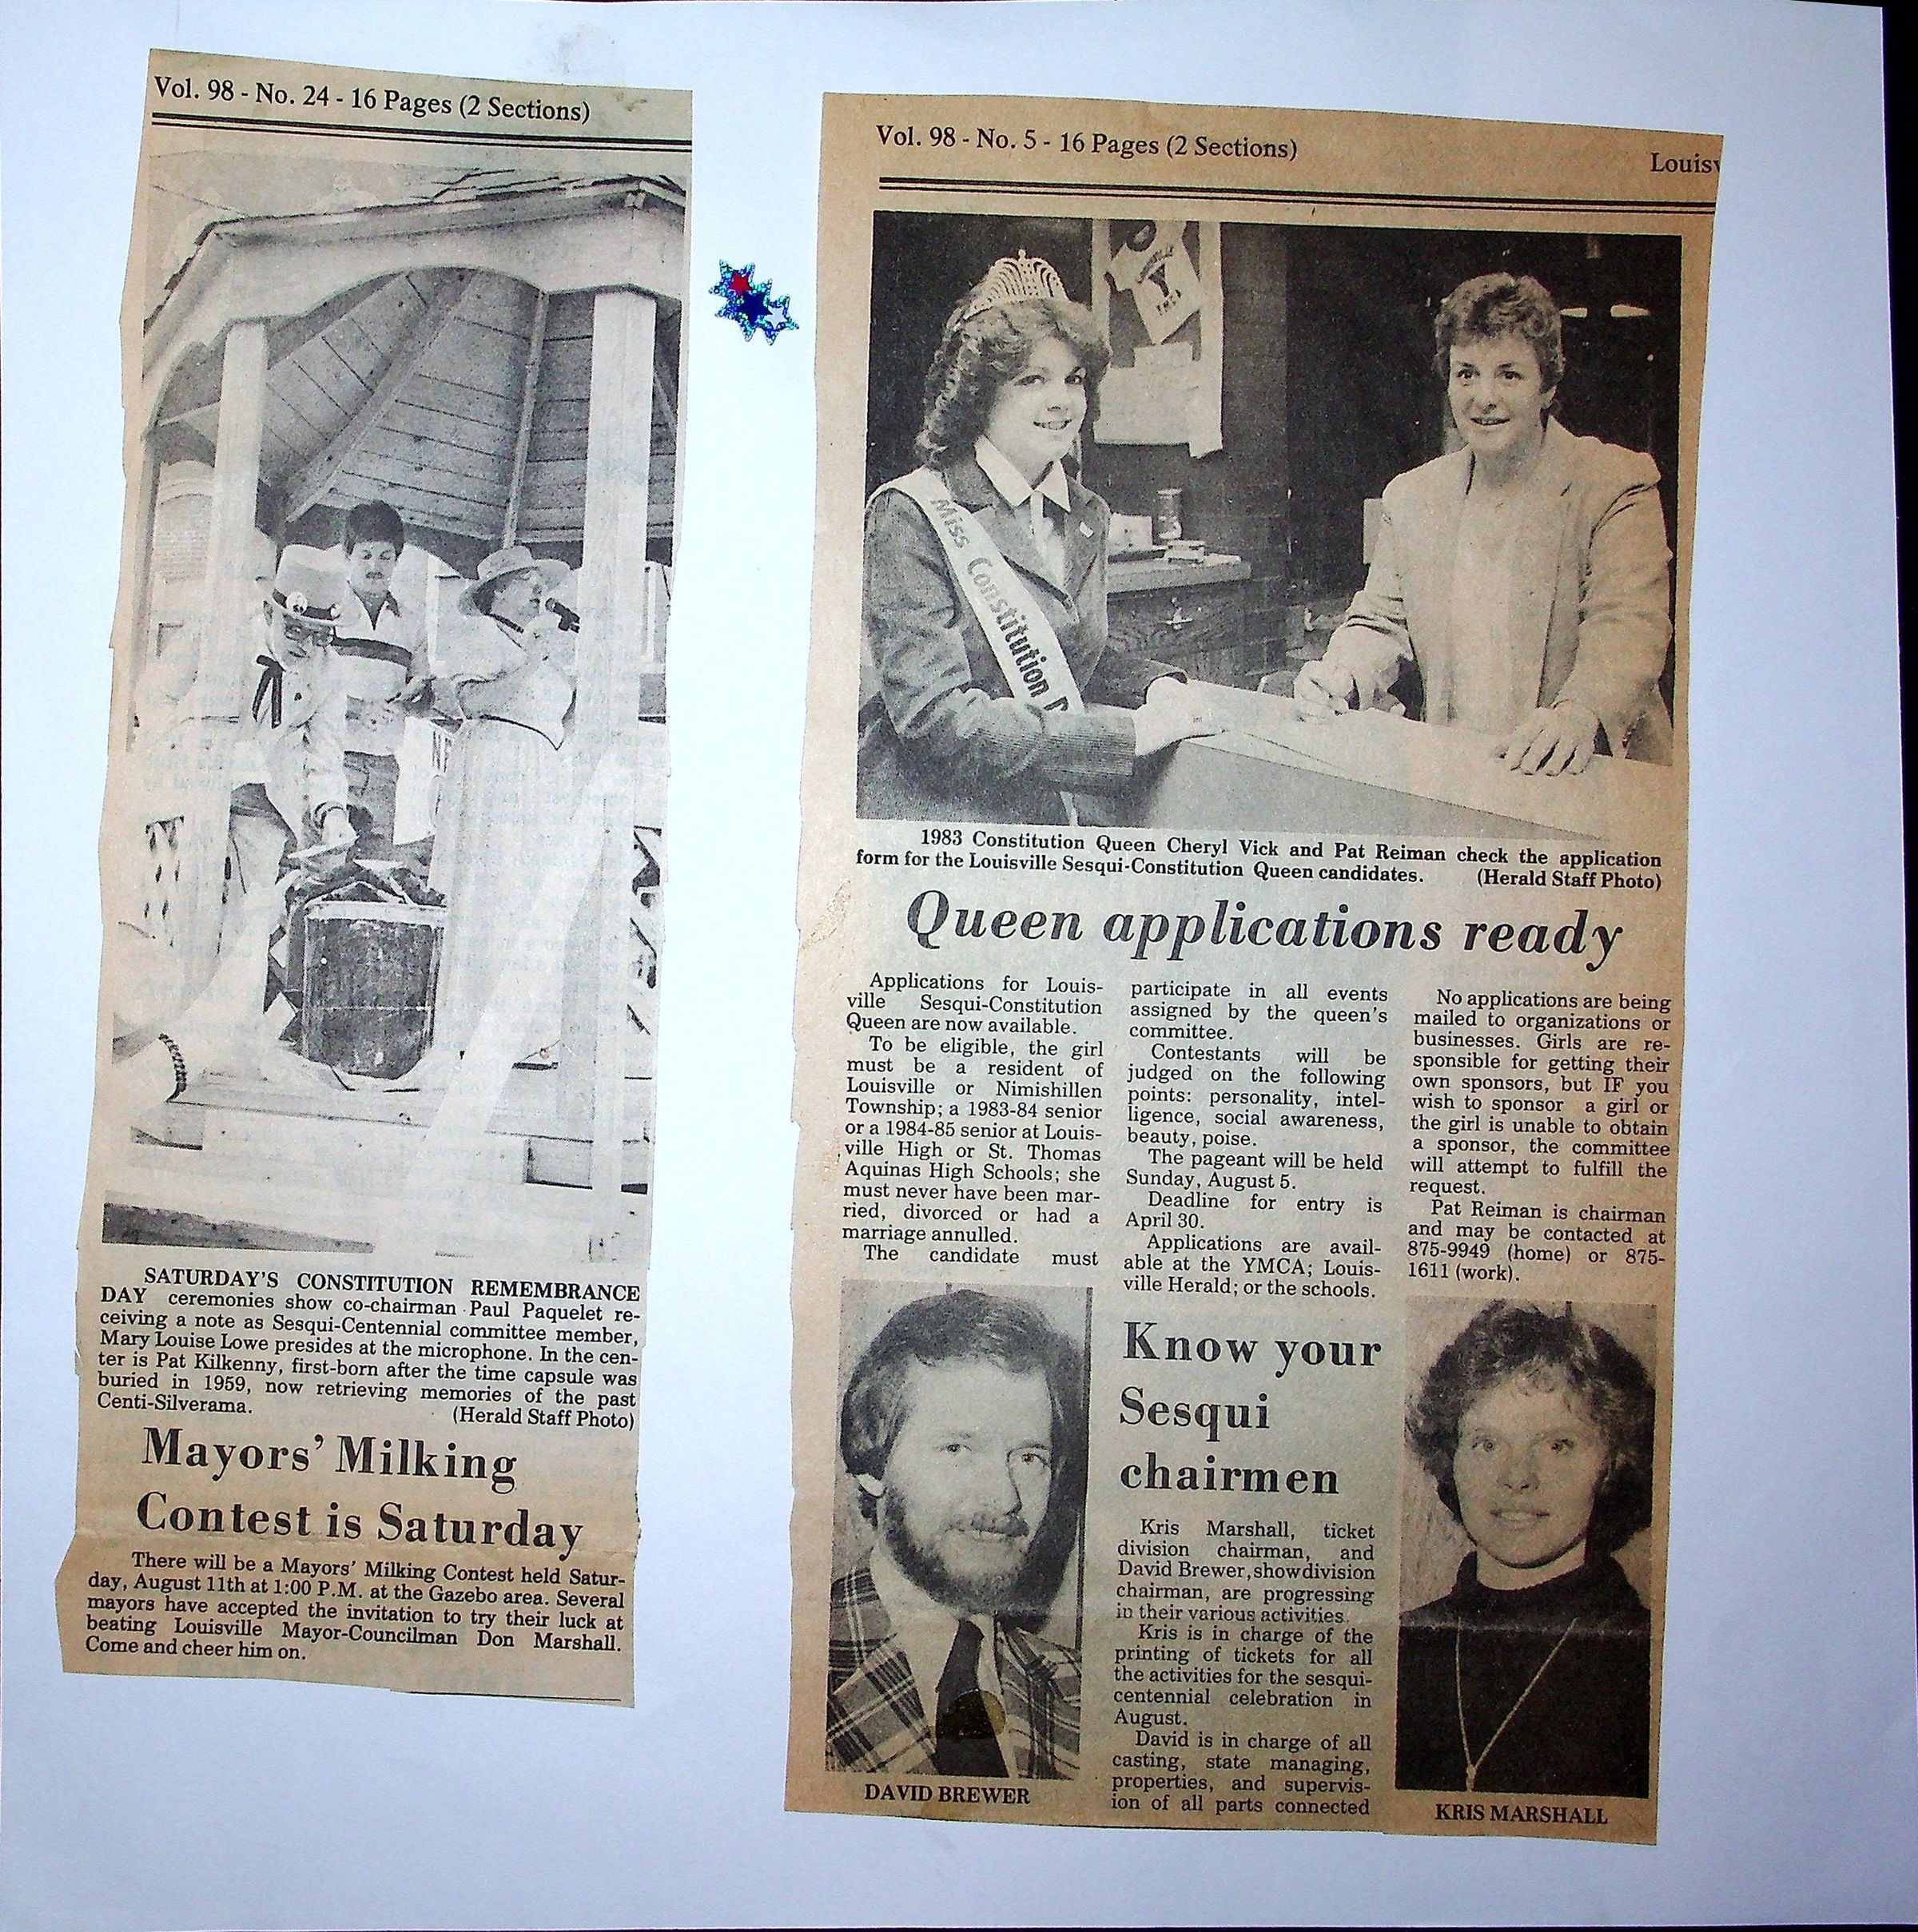 Vol. 98 - No. 24 - 16 Pages (2 Sections)
SATURDAY'S CONSTITUTION REMEMBRANCE
DAY ceremonies show co-chairman Paul Paquelet re-
ceiving a note as Sesqui-Centennial committee member,
Mary Louise Lowe presides at the microphone. In the cen-
ter is Pat Kilkenny, first-born after the time capsule was
buried in 1959, now retrieving memories of the past
Centi-Silverama. (Herald Staff Photo)
Mayors' Milking
Contest is Saturday
There will be a Mayors' Milking Contest held Satur-
day, August 11th at 1:00 P.M. at the Gazebo area. Several
mayors have accepted the invitation to try their luck at
beating Louisville Mayor-Councilman Don Marshall.
Come and cheer him on.
Vol. 98 - No. 5 - 16 Pages (2 Sections)
Louisv
Miss Constitution
YMCA
1983 Constitution Queen Cheryl Vick and Pat Reiman check the application
form for the Louisville Sesqui-Constitution Queen candidates. (Herald Staff Photo)
Queen applications ready
Applications for Louis-
ville Sesqui-Constitution
Queen are now available.
To be eligible, the girl
must be a resident of
Louisville or Nimishillen
Township; a 1983-84 senior
or a 1984-85 senior at Louis-
ville High or St. Thomas
Aquinas High Schools; she
must never have been mar-
ried, divorced or had a
marriage annulled.
The candidate must
participate in all events
assigned by the queen's
committee.
Contestants will be
judged on the following
points: personality, intel-
ligence, social awareness,
beauty, poise.
The pageant will be held
Sunday, August 5.
Deadline for entry is
April 30.
Applications are avail-
able at the YMCA; Louis-
ville Herald; or the schools.
No applications are being
mailed to organizations or
businesses. Girls are re-
sponsible for getting their
own sponsors, but IF you
wish to sponsor a girl or
the girl is unable to obtain
a sponsor, the committee
will attempt to fulfill the
request.
Pat Reiman is chairman
and may be contacted at
875-9949 (home) or 875-
1611 (work).
Know your
Sesqui
chairmen
Kris Marshall, ticket
division chairman, and
David Brewer, show division
chairman, are progressing
in their various activities.
Kris is in charge of the
printing of tickets for all
the activities for the sesqui-
centennial celebration in
August.
David is in charge of all
casting, state managing,
properties, and supervis-
ion of all parts connected
DAVID BREWER
KRIS MARSHALL